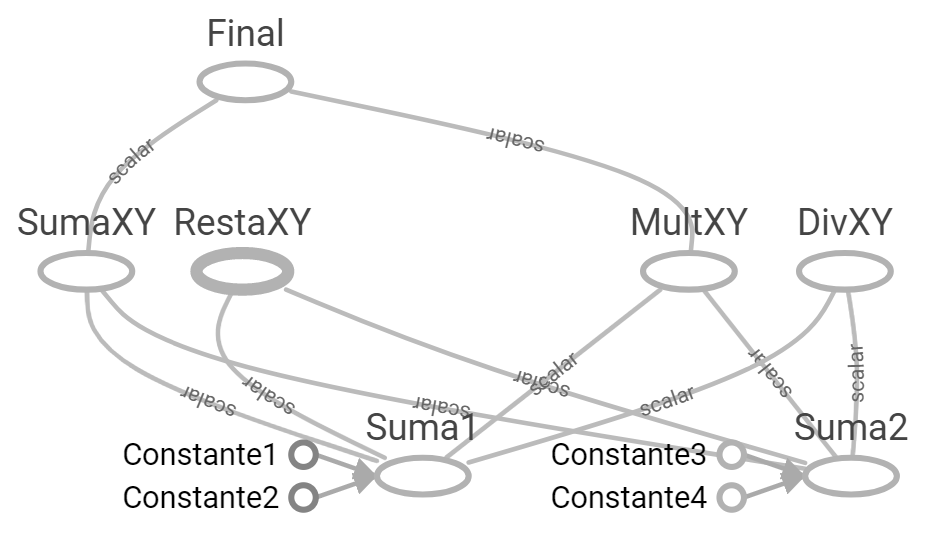 Final
scalar
scalar
SumaXY
RestaXY
MultXY
DivXY
scalar
scalar
scalar
scalar
scalar
scalar
scalar
scalar
Suma1
Suma2
Constante1
Constante3
Constante2
Constante4